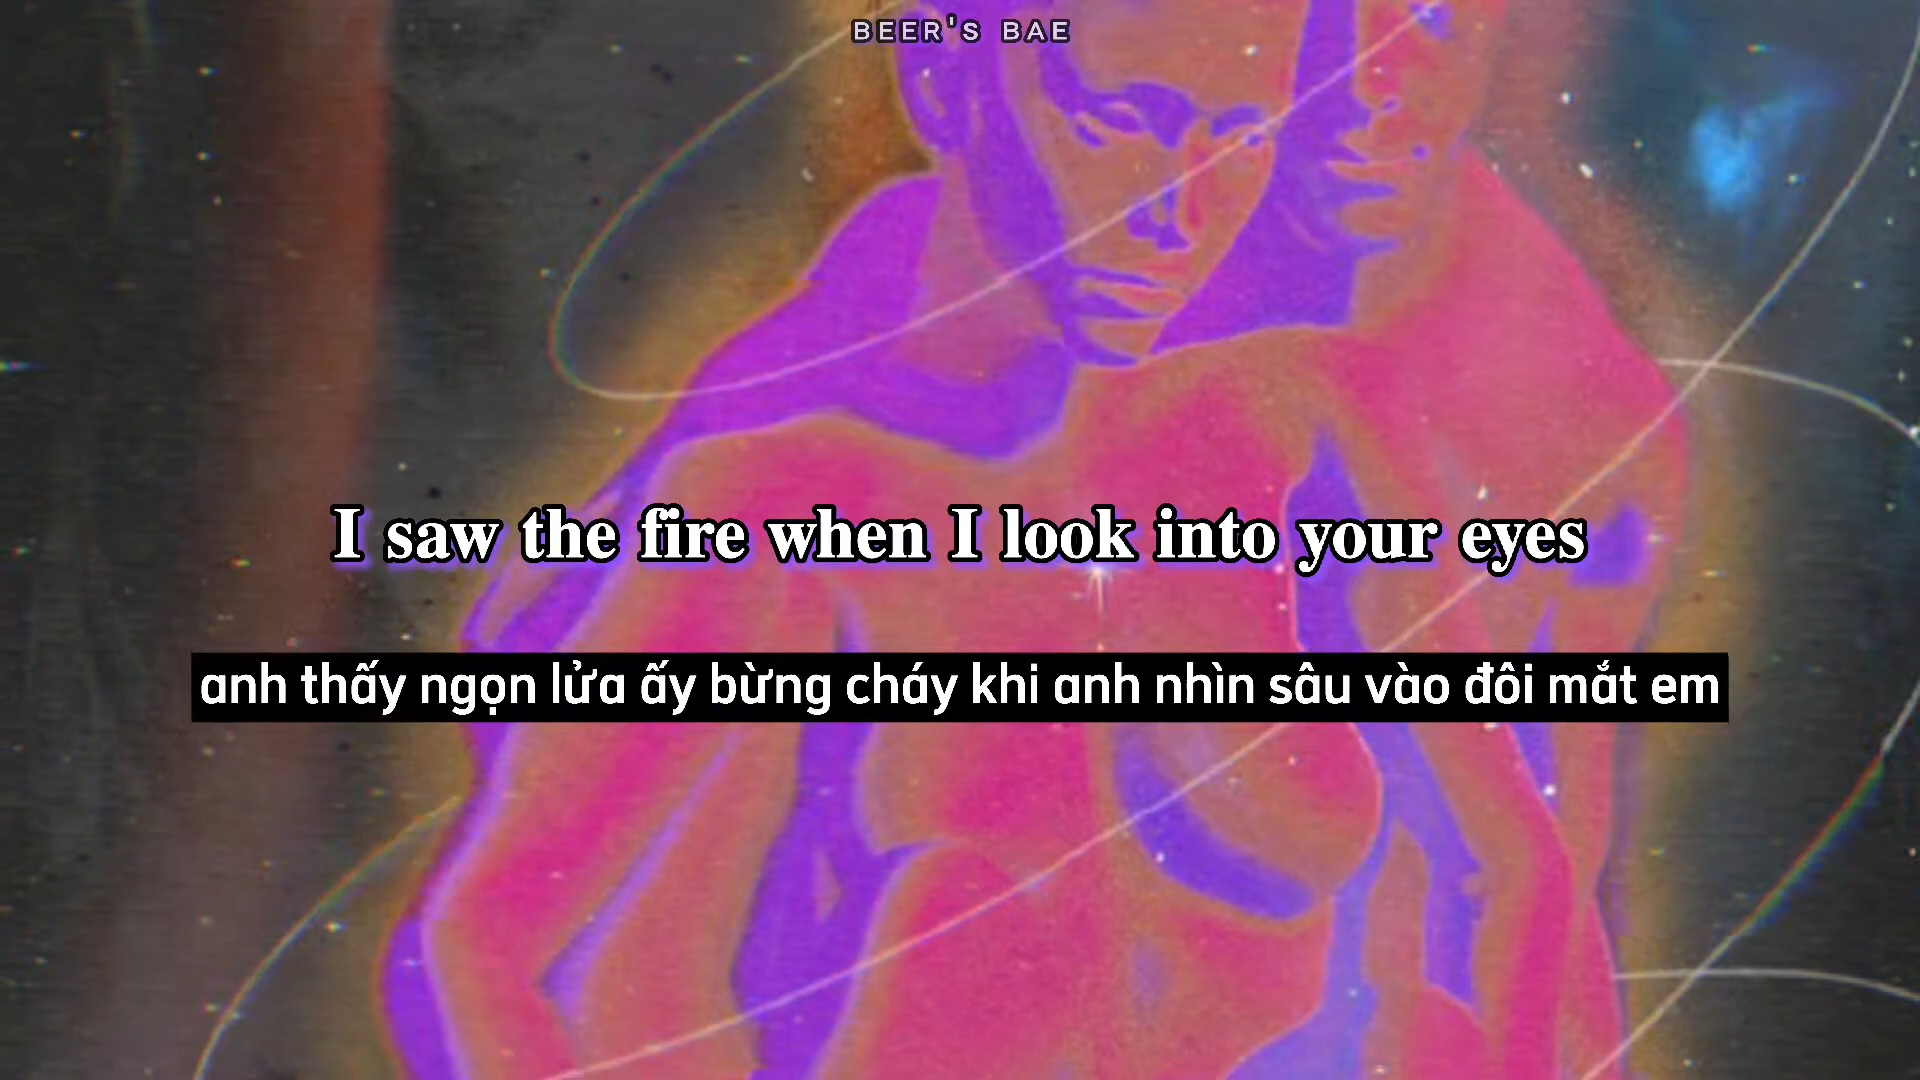 BEER'S BAE
I saw the fire when I look into your eyes
anh thấy ngọn lửa ấy bừng cháy khi anh nhìn sâu vào đôi mắt em